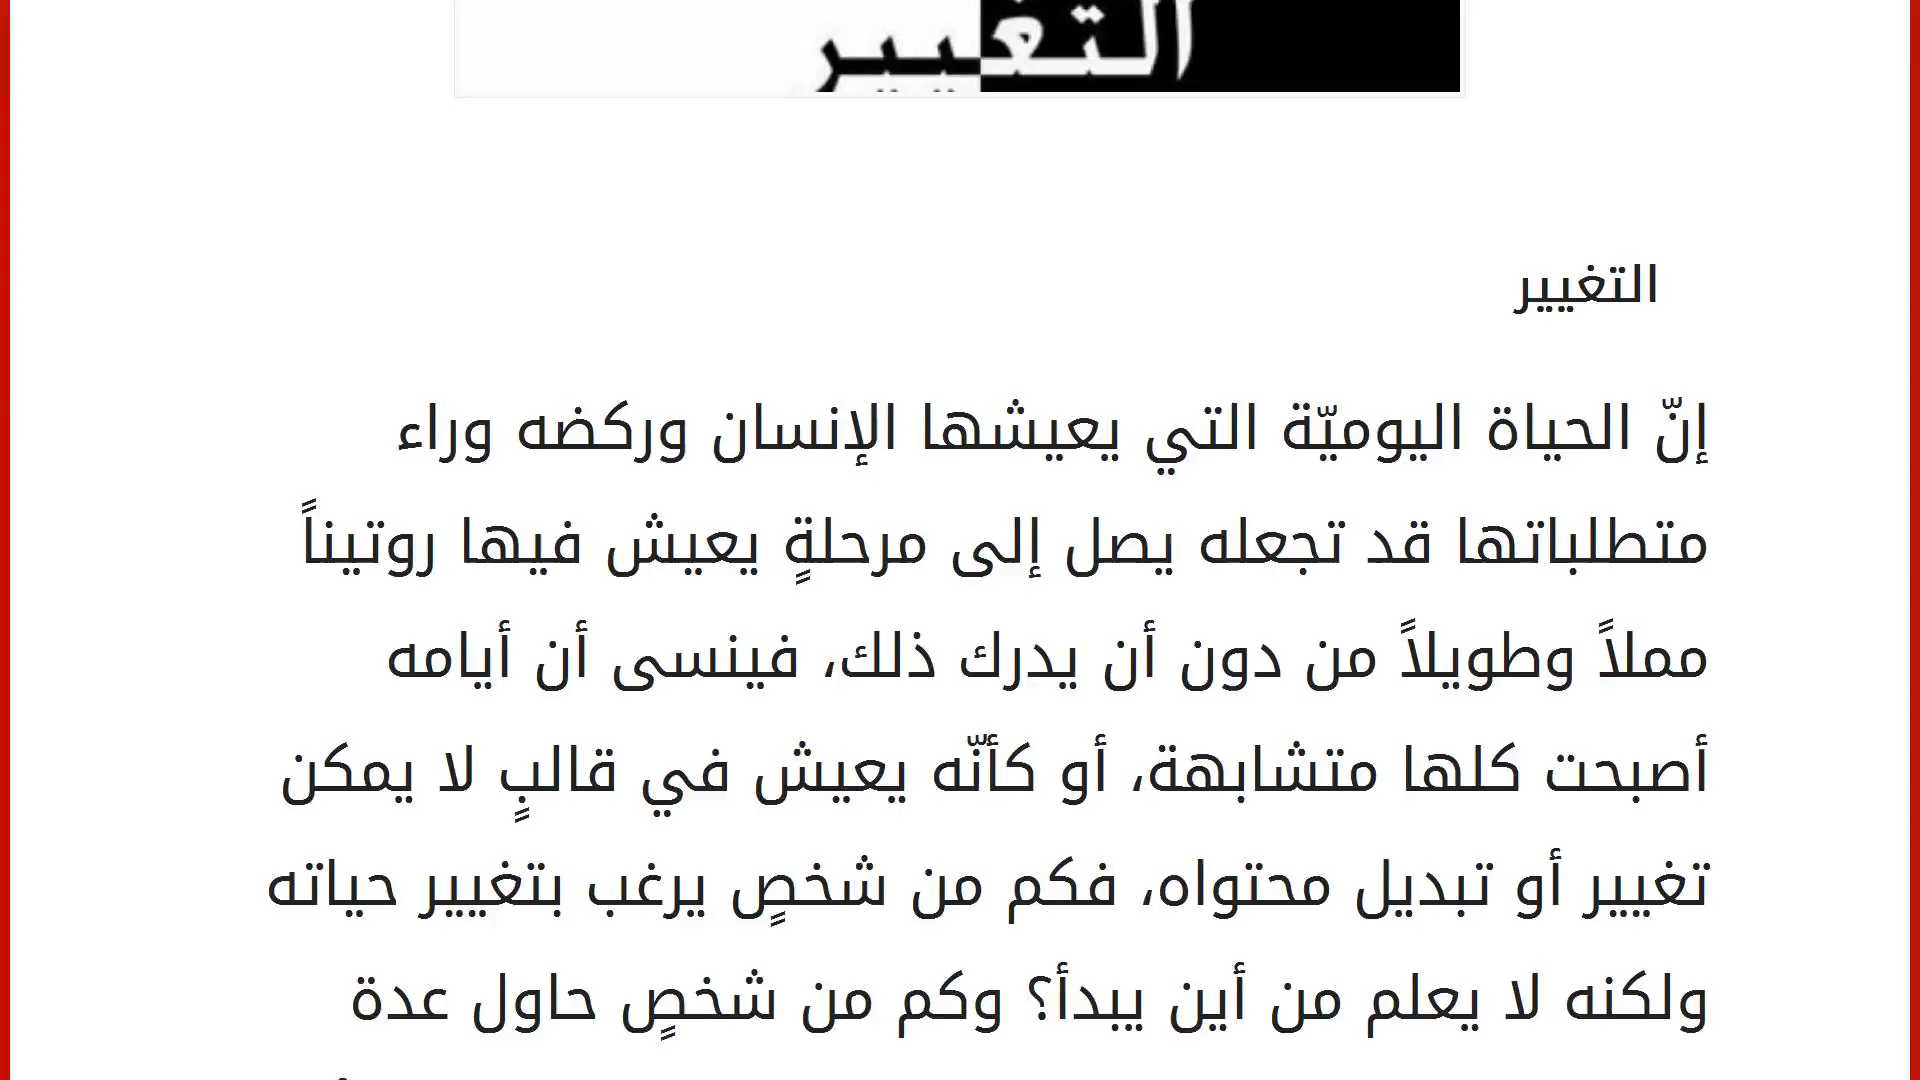 التغيير
التغيير
إنّ الحياة اليوميّة التي يعيشها الإنسان وركضه وراء
متطلباتها قد تجعله يصل إلى مرحلةٍ يعيش فيها روتيناً
مملاً وطويلاً من دون أن يدرك ذلك، فينسى أن أيامه
أصبحت كلها متشابهة، أو كأنّه يعيش في قالبٍ لا يمكن
تغيير أو تبديل محتواه، فكم من شخصٍ يرغب بتغيير حياته
ولكنه لا يعلم من أين يبدأ؟ وكم من شخصٍ حاول عدة